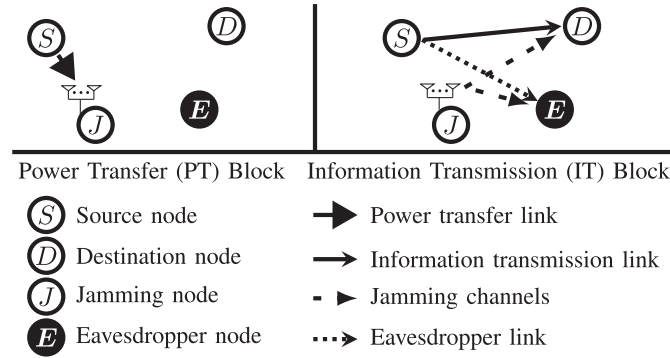 S D S D
J E J E
Power Transfer (PT) Block Information Transmission (IT) Block
S Source node Power transfer link
D Destination node Information transmission link
J Jamming node Jamming channels
E Eavesdropper node Eavesdropper link